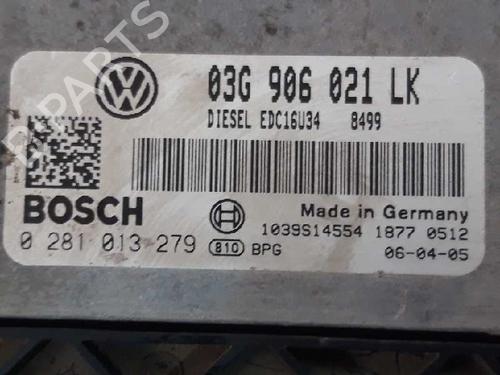 B PARTS
03G 906 021 LK
DIESEL EDC16U34 8499
BOSCH
Made in Germany
0 281 013 279
810
BPG
1039S14554 1877 0512
06-04-05